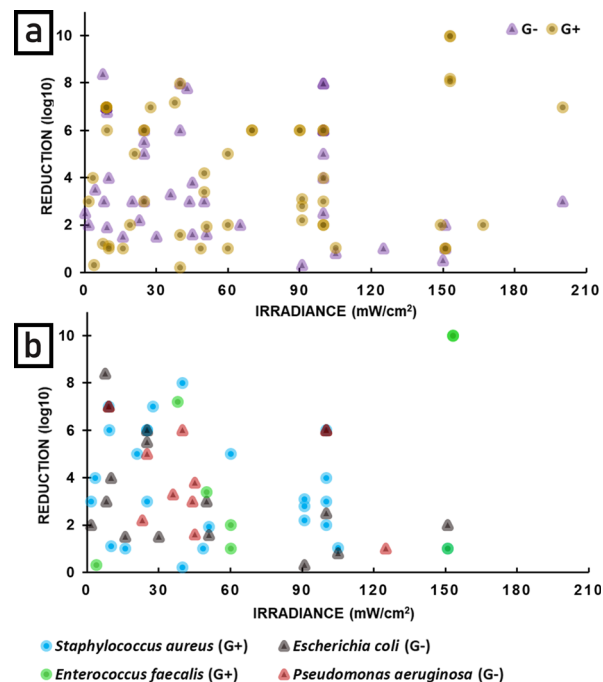 a
G- G+
10
8
6
4
2
0
REDUCTION (log10)
0 30 60 90 120 150 180 210
IRRADIANCE (mW/cm²)
b
10
8
6
4
2
0
REDUCTION (log10)
0 30 60 90 120 150 180 210
IRRADIANCE (mW/cm²)
Staphylococcus aureus (G+) Escherichia coli (G-)
Enterococcus faecalis (G+) Pseudomonas aeruginosa (G-)